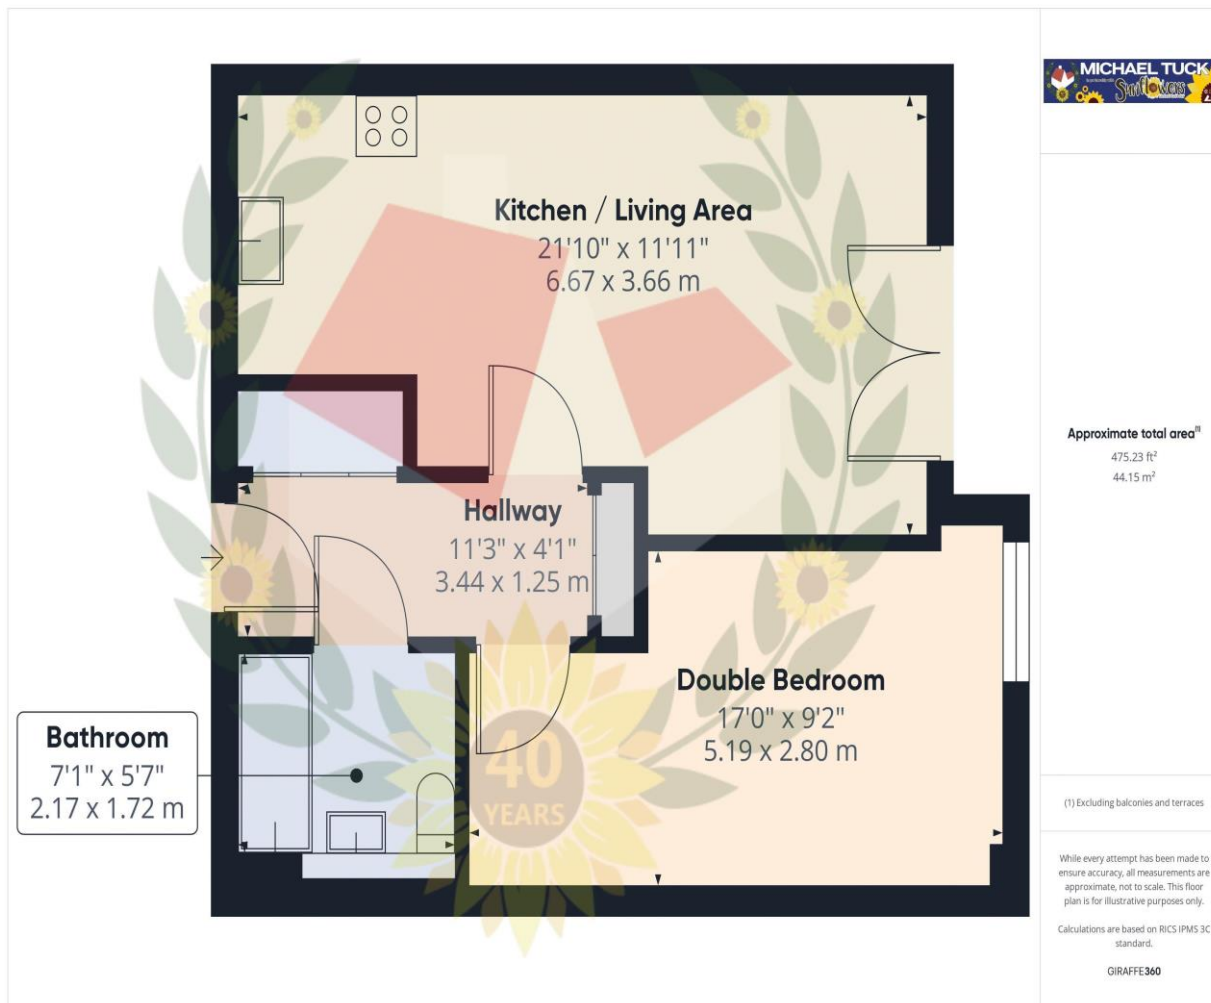 MICHAEL TUCK
Sunflowers
Kitchen / Living Area
21'10" x 11'11"
6.67 x 3.66 m
Hallway
11'3" x 4'1"
3.44 x 1.25 m
Double Bedroom
17'0" x 9'2"
5.19 x 2.80 m
Bathroom
7'1" x 5'7"
2.17 x 1.72 m
40
YEARS
Approximate total area⁽¹⁾
475.23 ft²
44.15 m²
(1) Excluding balconies and terraces
While every attempt has been made to
ensure accuracy, all measurements are
approximate, not to scale. This floor
plan is for illustrative purposes only.
Calculations are based on RICS IPMS 3C
standard.
GIRAFFE360